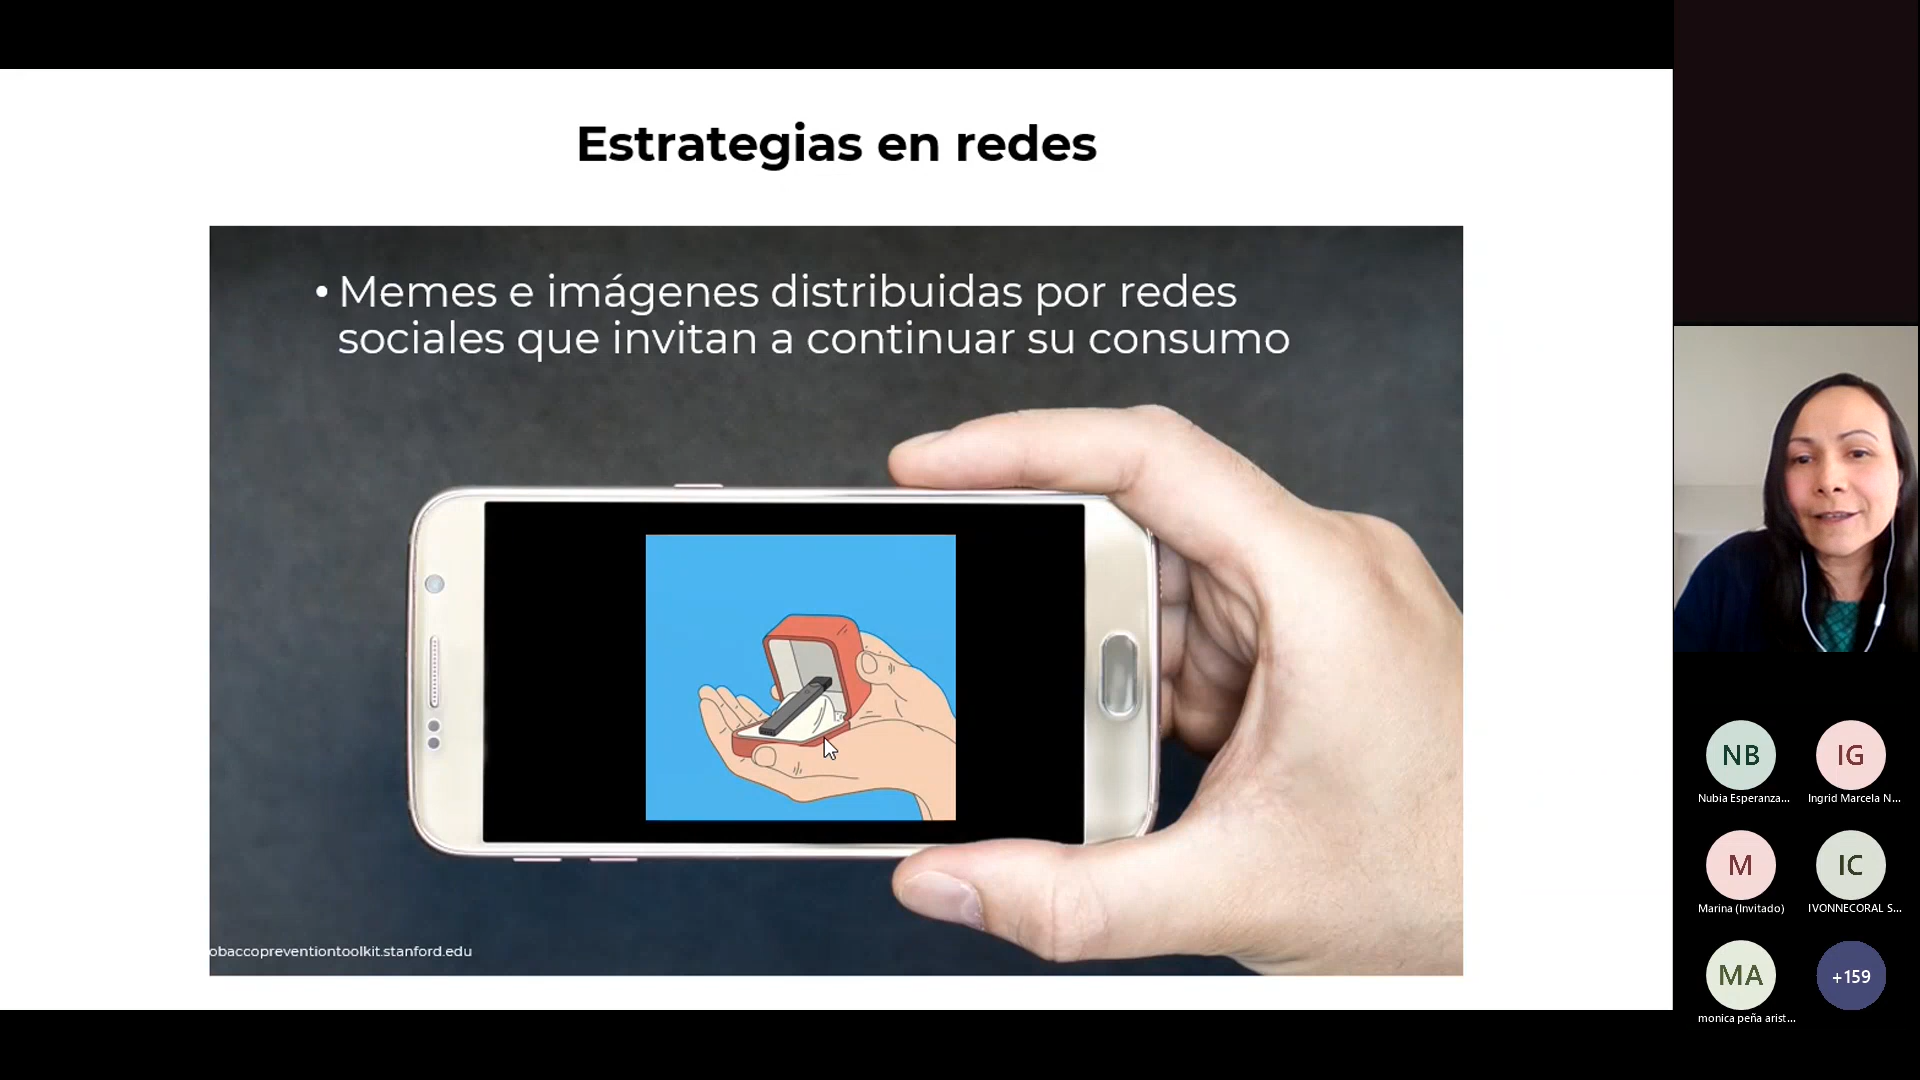 Estrategias en redes
• Memes e imágenes distribuidas por redes
sociales que invitan a continuar su consumo
obaccopreventiontoolkit.stanford.edu
NB
IG
Nubia Esperanza...
Ingrid Marcela N...
M
IC
Marina (Invitado)
IVONNECORAL S...
MA
+159
monica peña arist...